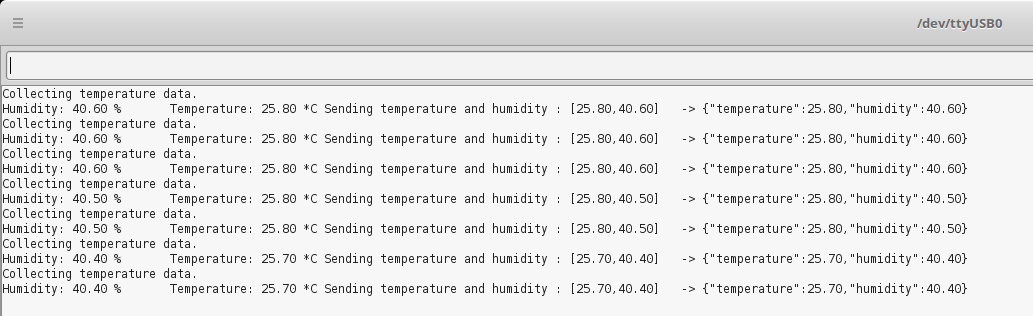 /dev/ttyUSB0
Collecting temperature data.
Humidity: 40.60 %	Temperature: 25.80 *C Sending temperature and humidity : [25.80,40.60]   -> {"temperature":25.80,"humidity":40.60}
Collecting temperature data.
Humidity: 40.60 %	Temperature: 25.80 *C Sending temperature and humidity : [25.80,40.60]   -> {"temperature":25.80,"humidity":40.60}
Collecting temperature data.
Humidity: 40.60 %	Temperature: 25.80 *C Sending temperature and humidity : [25.80,40.60]   -> {"temperature":25.80,"humidity":40.60}
Collecting temperature data.
Humidity: 40.50 %	Temperature: 25.80 *C Sending temperature and humidity : [25.80,40.50]   -> {"temperature":25.80,"humidity":40.50}
Collecting temperature data.
Humidity: 40.50 %	Temperature: 25.80 *C Sending temperature and humidity : [25.80,40.50]   -> {"temperature":25.80,"humidity":40.50}
Collecting temperature data.
Humidity: 40.40 %	Temperature: 25.70 *C Sending temperature and humidity : [25.70,40.40]   -> {"temperature":25.70,"humidity":40.40}
Collecting temperature data.
Humidity: 40.40 %	Temperature: 25.70 *C Sending temperature and humidity : [25.70,40.40]   -> {"temperature":25.70,"humidity":40.40}